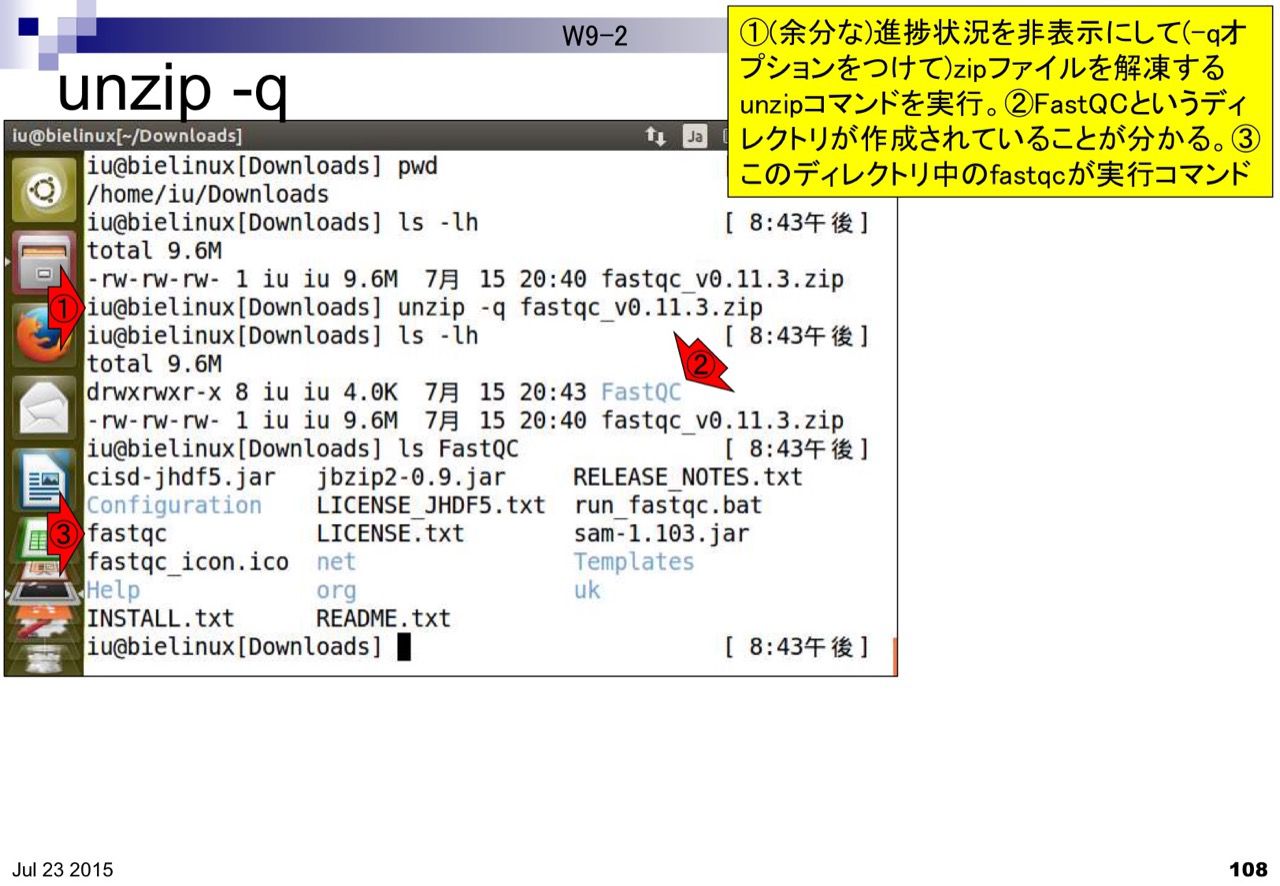 W9-2
unzip -q
①(余分な)進捗状況を非表示にして(-qオ
プションをつけて)zipファイルを解凍する
unzipコマンドを実行。②FastQCというディ
レクトリが作成されていることが分かる。③
このディレクトリ中のfastqcが実行コマンド
iu@bielinux[~/Downloads] Ja
iu@bielinux[Downloads] pwd
/home/iu/Downloads
iu@bielinux[Downloads] ls -lh [ 8:43午後]
total 9.6M
-rw-rw-rw- 1 iu iu 9.6M 7月 15 20:40 fastqc_v0.11.3.zip
① iu@bielinux[Downloads] unzip -q fastqc_v0.11.3.zip
iu@bielinux[Downloads] ls -lh [ 8:43午後]
total 9.6M
②
drwxrwxr-x 8 iu iu 4.0K 7月 15 20:43 FastQC
-rw-rw-rw- 1 iu iu 9.6M 7月 15 20:40 fastqc_v0.11.3.zip
iu@bielinux[Downloads] ls FastQC [ 8:43午後]
cisd-jhdf5.jar jbzip2-0.9.jar RELEASE_NOTES.txt
Configuration LICENSE_JHDF5.txt run_fastqc.bat
③ fastqc LICENSE.txt sam-1.103.jar
fastqc_icon.ico net Templates
Help org uk
INSTALL.txt README.txt
iu@bielinux[Downloads] [ 8:43午後]
Jul 23 2015
108